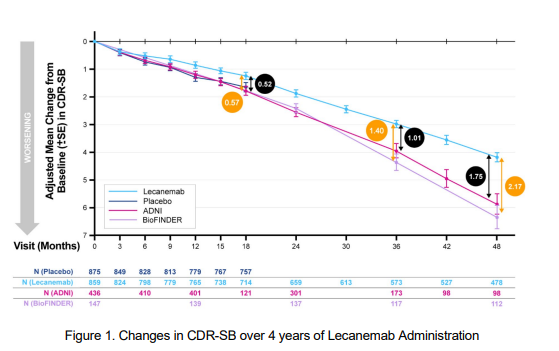 0
1
2
3
4
5
6
7
WORSENING
Adjusted Mean Change from
Baseline (±SE) in CDR-SB
0.52
0.57
1.40
1.01
1.75
2.17
Lecanemab
Placebo
ADNI
BioFINDER
Visit (Months) 0 3 6 9 12 15 18 24 30 36 42 48
N (Placebo) 875 849 828 813 779 767 757
N (Lecanemab) 859 824 798 779 765 738 714 659 613 573 527 478
N (ADNI) 436 410 401 121 301 173 98 98
N (BioFINDER) 147 139 137 117 112
Figure 1. Changes in CDR-SB over 4 years of Lecanemab Administration